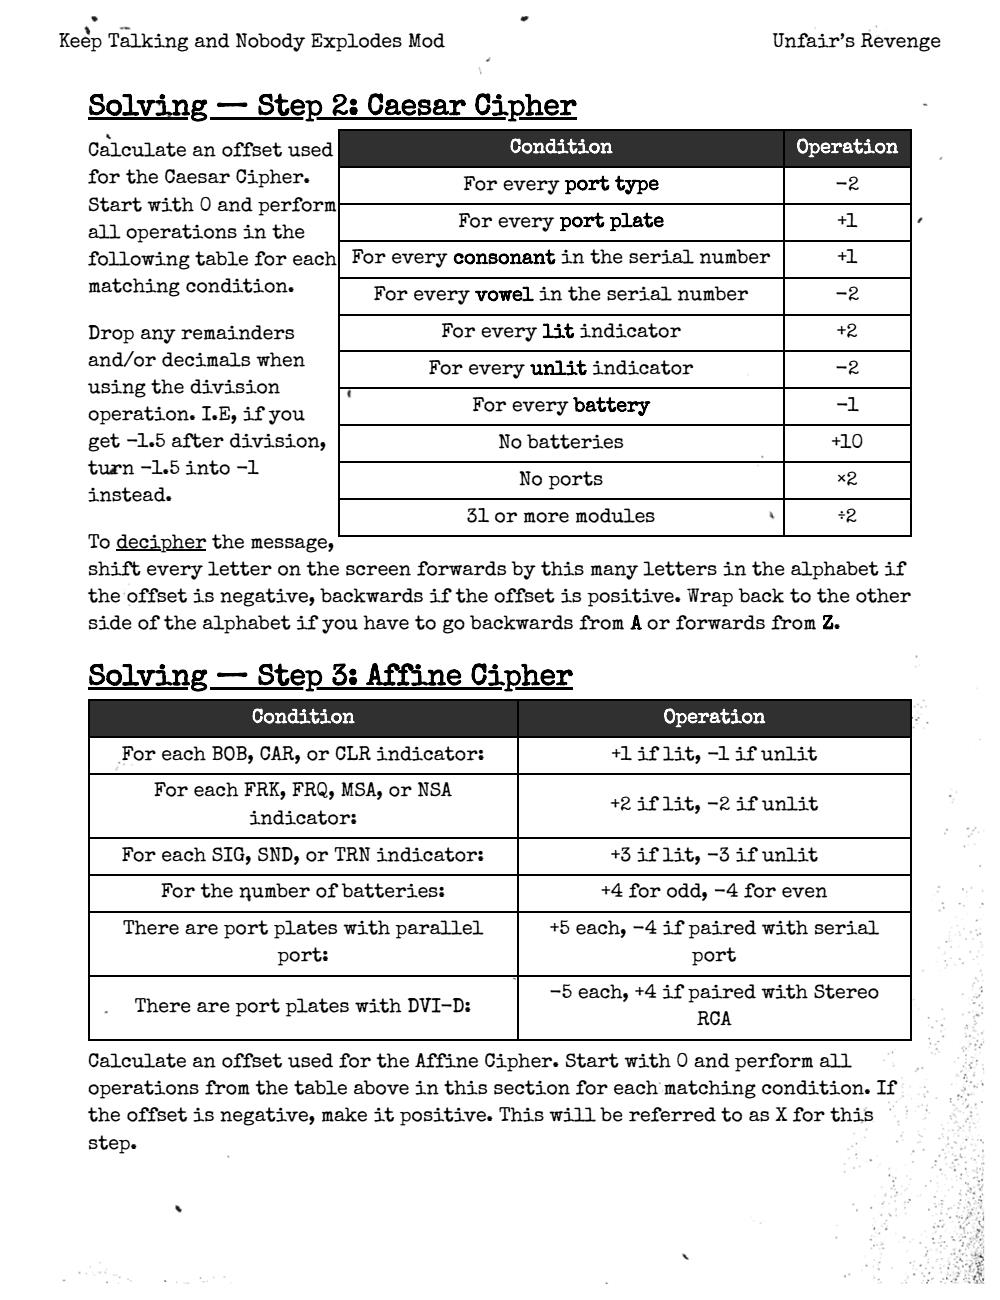 Keep Talking and Nobody Explodes Mod
Unfair's Revenge
Solving — Step 2: Caesar Cipher
Calculate an offset used
for the Caesar Cipher.
Start with 0 and perform
all operations in the
following table for each
matching condition.
Drop any remainders
and/or decimals when
using the division
operation. I.E, if you
get -1.5 after division,
turn -1.5 into -1
instead.
Condition Operation
For every port type −2
For every port plate +1
For every consonant in the serial number +1
For every vowel in the serial number −2
For every lit indicator +2
For every unlit indicator −2
For every battery −1
No batteries +10
No ports ×2
31 or more modules ÷2
To decipher the message,
shift every letter on the screen forwards by this many letters in the alphabet if
the offset is negative, backwards if the offset is positive. Wrap back to the other
side of the alphabet if you have to go backwards from A or forwards from Z.
Solving — Step 3: Affine Cipher
Condition Operation
For each BOB, CAR, or CLR indicator: +1 if lit, −1 if unlit
For each FRK, FRQ, MSA, or NSA
indicator:
+2 if lit, −2 if unlit
For each SIG, SND, or TRN indicator: +3 if lit, −3 if unlit
For the number of batteries: +4 for odd, −4 for even
There are port plates with parallel
port:
+5 each, −4 if paired with serial
port
There are port plates with DVI-D:
−5 each, +4 if paired with Stereo
RCA
Calculate an offset used for the Affine Cipher. Start with 0 and perform all
operations from the table above in this section for each matching condition. If
the offset is negative, make it positive. This will be referred to as X for this
step.